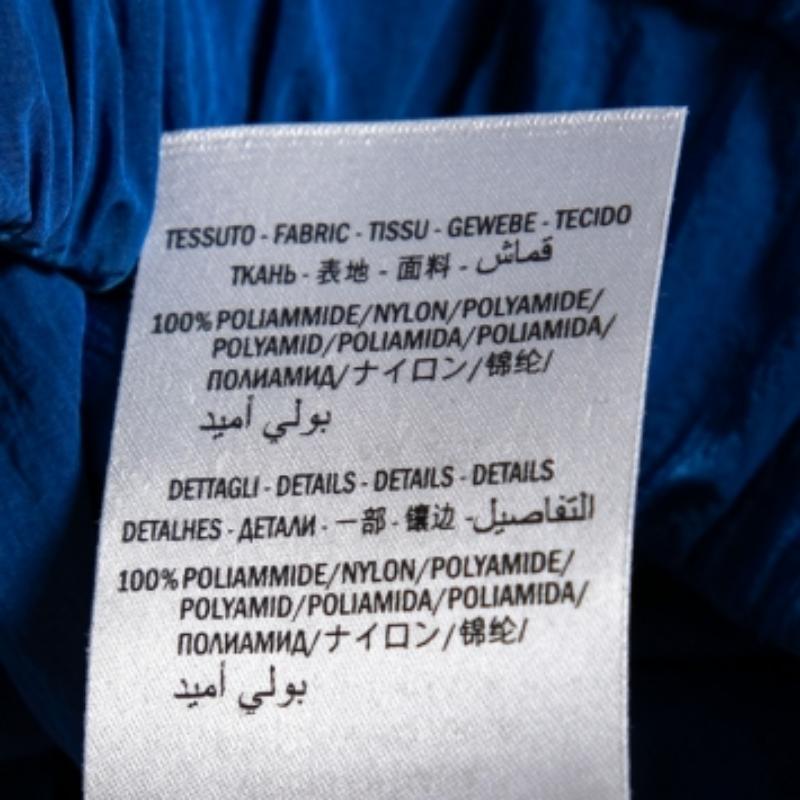 TESSUTO - FABRIC - TISSU - GEWEBE - TECIDO
ТКАНЬ - 表地 - 面料 - قماش
100% POLIAMMIDE/NYLON/POLYAMIDE/
POLYAMID/POLIAMIDA/POLIAMIDA/
ПОЛИАМИД/ナイロン/锦纶/
بولي أميد
DETTAGLI - DETAILS - DETAILS - DETAILS
DETALHES - ДЕТАЛИ - 一部 - 镶边 - التفاصيل
100% POLIAMMIDE/NYLON/POLYAMIDE/
POLYAMID/POLIAMIDA/POLIAMIDA/
ПОЛИАМИД/ナイロン/锦纶/
بولي أميد